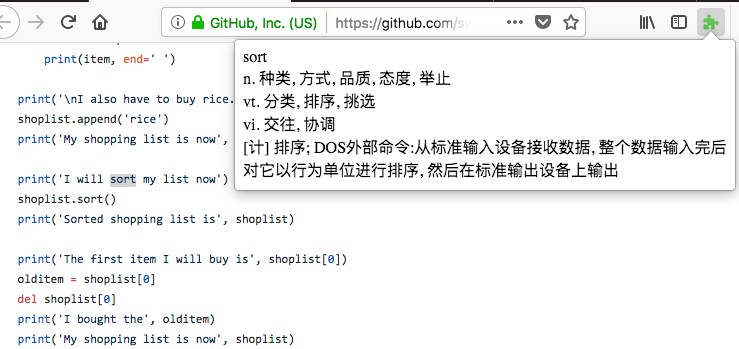 GitHub, Inc. (US)
https://github.com/sw
print(item, end=' ')
print('\nI also have to buy rice.
shoplist.append('rice')
print('My shopping list is now',
print('I will sort my list now')
shoplist.sort()
print('Sorted shopping list is', shoplist)
print('The first item I will buy is', shoplist[0])
olditem = shoplist[0]
del shoplist[0]
print('I bought the', olditem)
print('My shopping list is now', shoplist)
sort
n. 种类, 方式, 品质, 态度, 举止
vt. 分类, 排序, 挑选
vi. 交往, 协调
[计] 排序; DOS外部命令:从标准输入设备接收数据, 整个数据输入完后
对它以行为单位进行排序, 然后在标准输出设备上输出